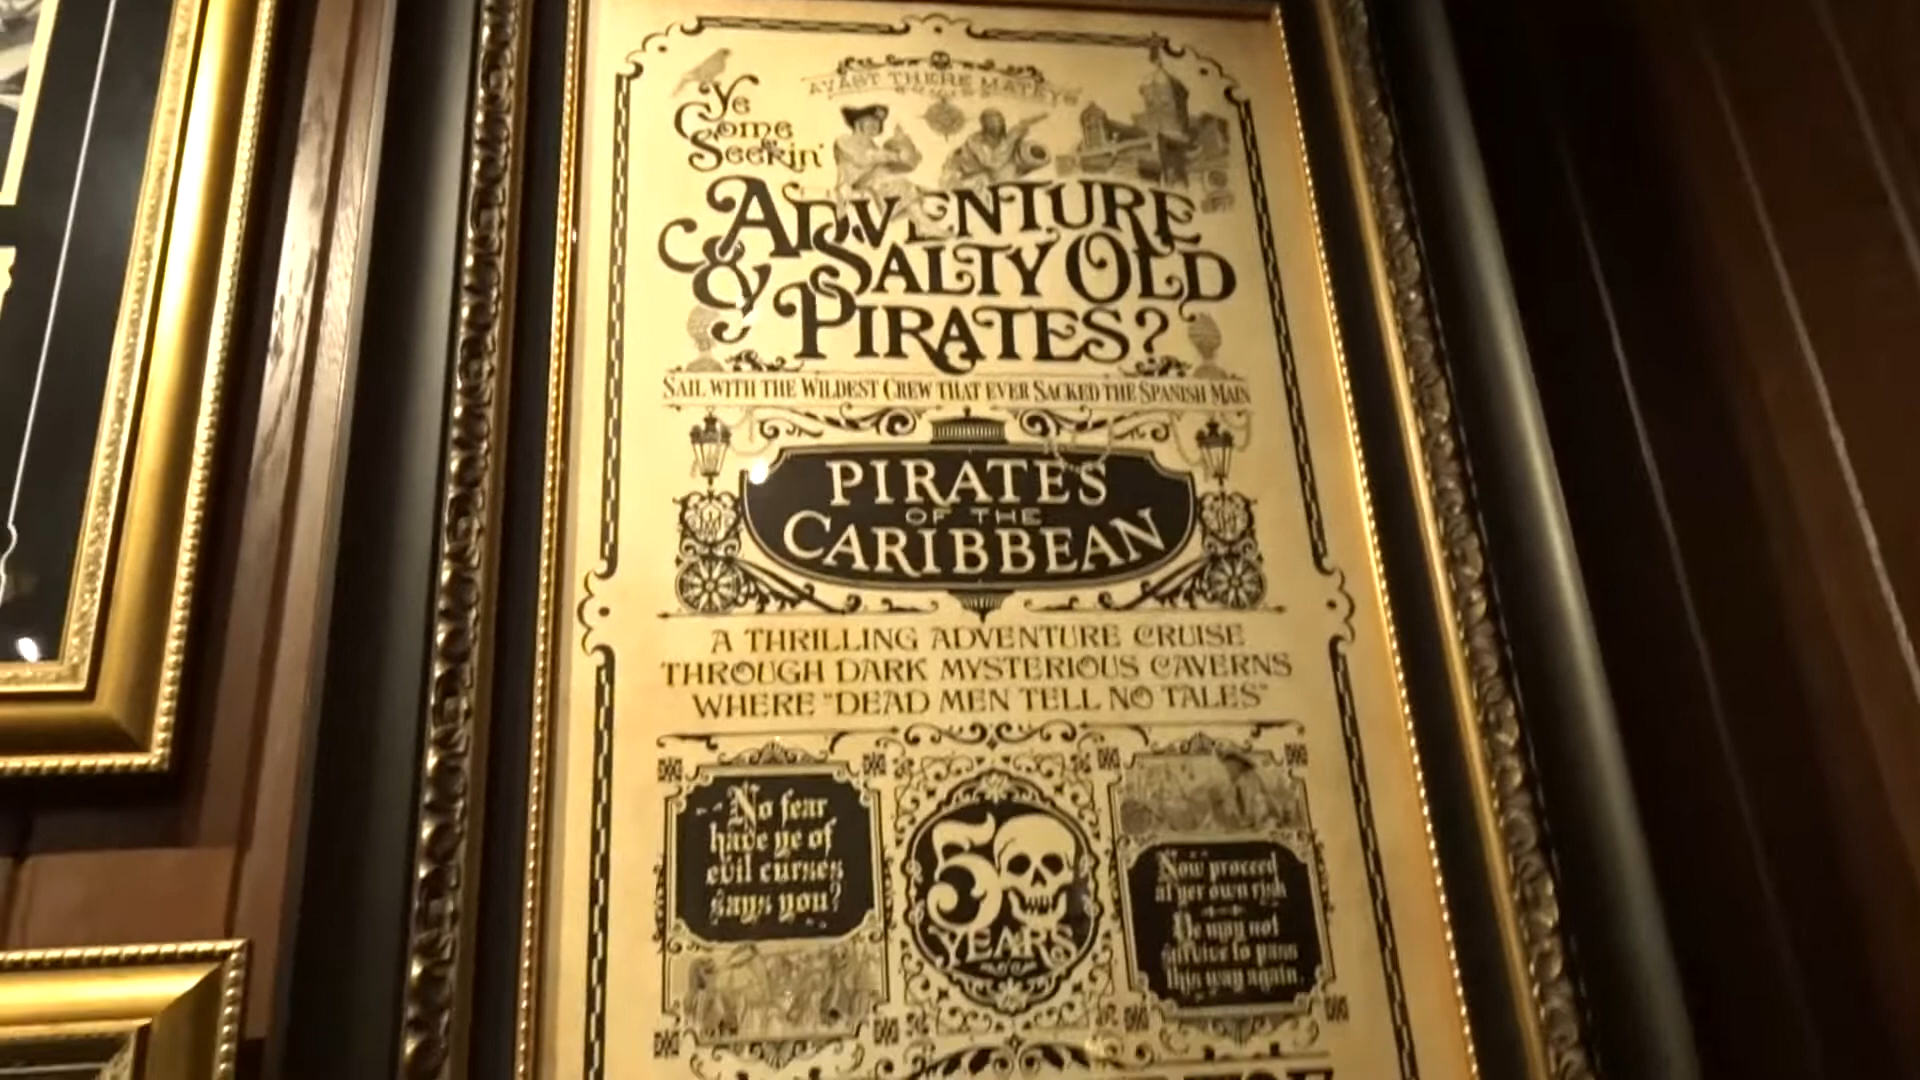 AVAST THERE MATEYS
Ye
Come
Seekin'
ADVENTURE
& SALTY OLD
PIRATES?
SAIL WITH THE WILDEST CREW THAT EVER SACKED THE SPANISH MAIN
PIRATES
OF THE
CARIBBEAN
A THRILLING ADVENTURE CRUISE
THROUGH DARK MYSTERIOUS CAVERNS
WHERE "DEAD MEN TELL NO TALES"
No fear
have ye of
evil curses
says you?
50
YEARS
Now proceed
at yer own risk
Ye may not
survive to pass
this way again.